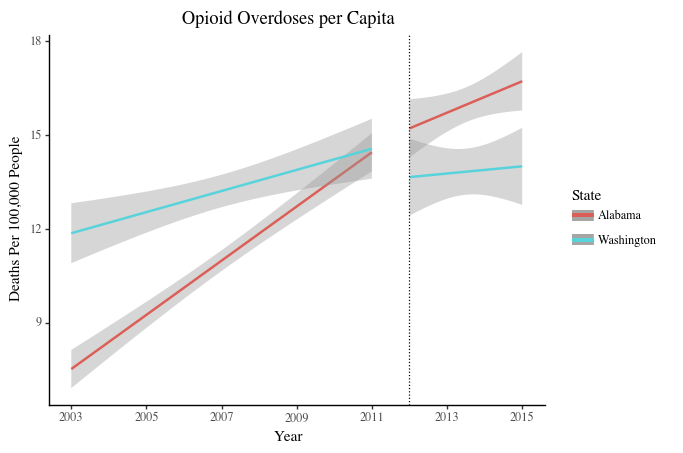 Opioid Overdoses per Capita
18
15
12
9
Deaths Per 100,000 People
2003 2005 2007 2009 2011 2013 2015
Year
State
Alabama
Washington